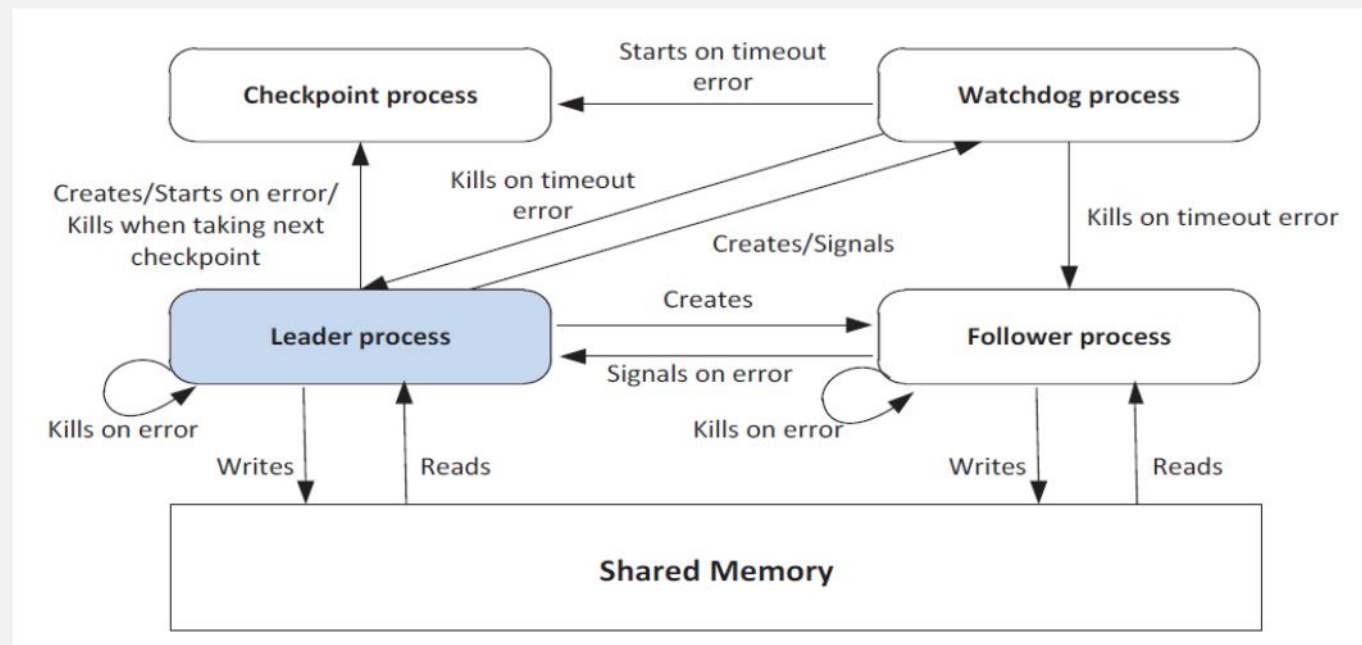 Starts on timeout
error
Checkpoint process
Watchdog process
Creates/Starts on error/
Kills when taking next
checkpoint
Kills on timeout
error
Creates/Signals
Kills on timeout error
Leader process
Creates
Signals on error
Follower process
Kills on error
Kills on error
Writes
Reads
Writes
Reads
Shared Memory